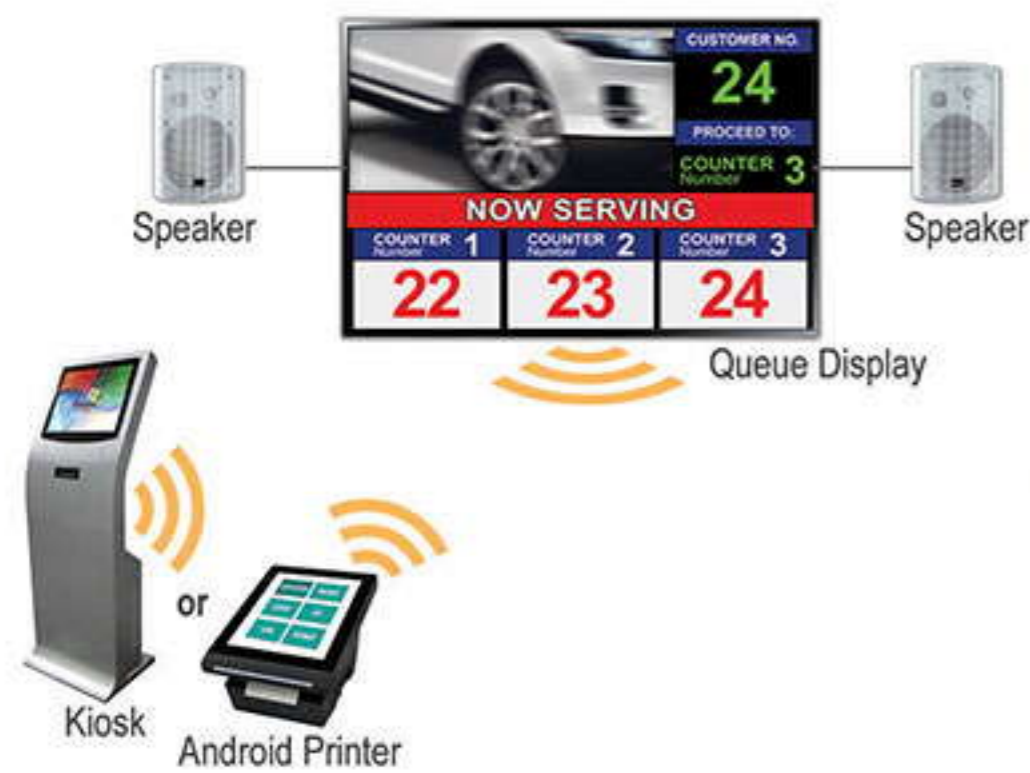 CUSTOMER NO.
24
PROCEED TO:
COUNTER
Number 3
NOW SERVING
COUNTER
Number 1
COUNTER
Number 2
COUNTER
Number 3
22
23
24
Speaker
Speaker
Queue Display
or
Kiosk
Android Printer